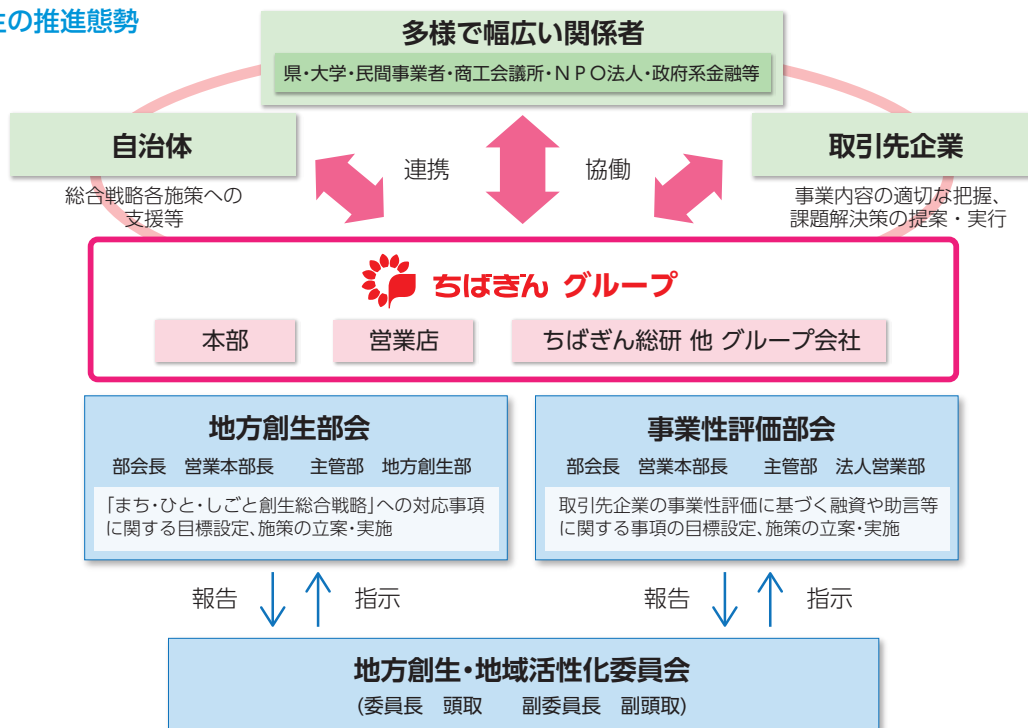 生の推進態勢
多様で幅広い関係者
県・大学・民間事業者・商工会議所・NPO法人・政府系金融等
自治体
総合戦略各施策への
支援等
連携
協働
取引先企業
事業内容の適切な把握、
課題解決策の提案・実行
ちばぎん グループ
本部
営業店
ちばぎん総研 他 グループ会社
地方創生部会
部会長 営業本部長 主管部 地方創生部
「まち・ひと・しごと創生総合戦略」への対応事項
に関する目標設定、施策の立案・実施
事業性評価部会
部会長 営業本部長 主管部 法人営業部
取引先企業の事業性評価に基づく融資や助言等
に関する事項の目標設定、施策の立案・実施
報告 指示
報告 指示
地方創生・地域活性化委員会
(委員長 頭取 副委員長 副頭取)